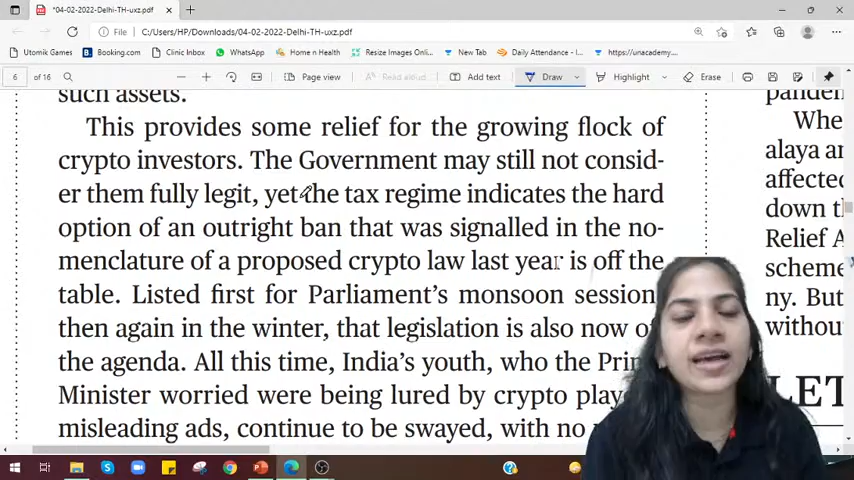 *04-02-2022-Delhi-TH-uxz.pdf
File C:/Users/HP/Downloads/04-02-2022-Delhi-TH-uxz.pdf
Utomik Games Booking.com Clinic Inbox WhatsApp Home n Health Resize Images Onli... New Tab Daily Attendance - I... https://unacademy...
6 of 16 Page view Read aloud Add text Draw Highlight Erase
such assets.
This provides some relief for the growing flock of
crypto investors. The Government may still not consid-
er them fully legit, yet the tax regime indicates the hard
option of an outright ban that was signalled in the no-
menclature of a proposed crypto law last year is off the
table. Listed first for Parliament's monsoon session
then again in the winter, that legislation is also now
the agenda. All this time, India's youth, who the
Minister worried were being lured by crypto
misleading ads, continue to be swayed, with no
Whe
alaya an
affected
down
Relief A
scheme
ny. But
without
LET